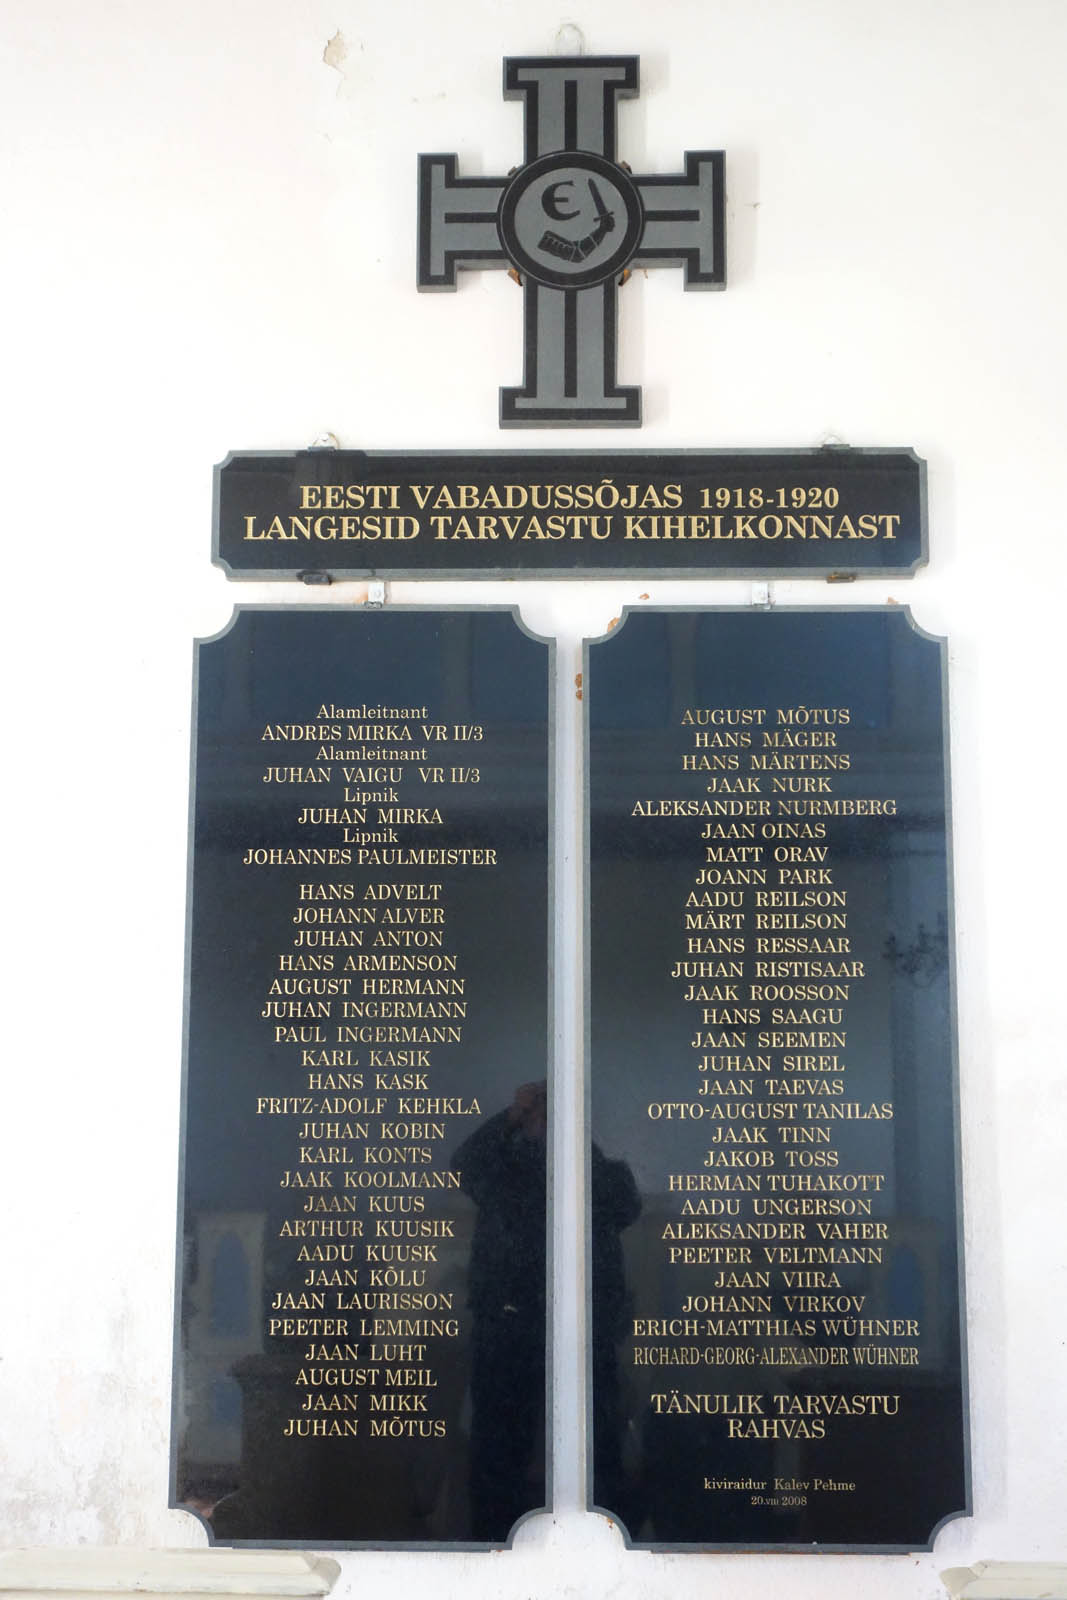 Є
EESTI VABADUSSÕJAS 1918-1920
LANGESID TARVASTU KIHELKONNAST
Alamleitnant
ANDRES MIRKA VR II/3
Alamleitnant
JUHAN VAIGU VR II/3
Lipnik
JUHAN MIRKA
Lipnik
JOHANNES PAULMEISTER
HANS ADVELT
JOHANN ALVER
JUHAN ANTON
HANS ARMENSON
AUGUST HERMANN
JUHAN INGERMANN
PAUL INGERMANN
KARL KASIK
HANS KASK
FRITZ-ADOLF KEHKLA
JUHAN KOBIN
KARL KONTS
JAAK KOOLMANN
JAAN KUUS
ARTHUR KUUSIK
AADU KUUSK
JAAN KÕLU
JAAN LAURISSON
PEETER LEMMING
JAAN LUHT
AUGUST MEIL
JAAN MIKK
JUHAN MÕTUS
AUGUST MÕTUS
HANS MÄGER
HANS MÄRTENS
JAAK NURK
ALEKSANDER NURMBERG
JAAN OINAS
MATT ORAV
JOANN PARK
AADU REILSON
MÄRT REILSON
HANS RESSAAR
JUHAN RISTISAAR
JAAK ROOSSON
HANS SAAGU
JAAN SEEMEN
JUHAN SIREL
JAAN TAEVAS
OTTO-AUGUST TANILAS
JAAK TINN
JAKOB TOSS
HERMAN TUHAKOTT
AADU UNGERSON
ALEKSANDER VAHER
PEETER VELTMANN
JAAN VIIRA
JOHANN VIRKOV
ERICH-MATTHIAS WÜHNER
RICHARD-GEORG-ALEXANDER WÜHNER
TÄNULIK TARVASTU
RAHVAS
kiviraidur Kalev Pehme
20.VIII 2008